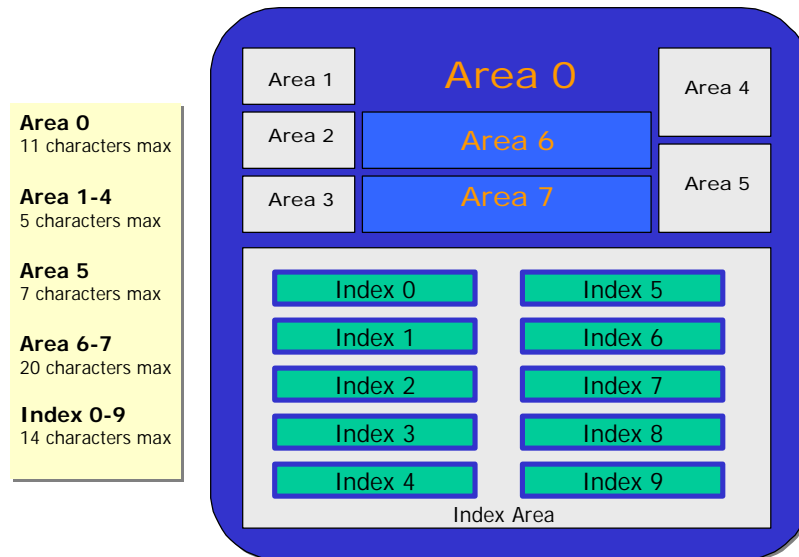 Area 0
11 characters max
Area 1-4
5 characters max
Area 5
7 characters max
Area 6-7
20 characters max
Index 0-9
14 characters max
Area 1
Area 0
Area 4
Area 2
Area 6
Area 3
Area 7
Area 5
Index 0
Index 5
Index 1
Index 6
Index 2
Index 7
Index 3
Index 8
Index 4
Index 9
Index Area